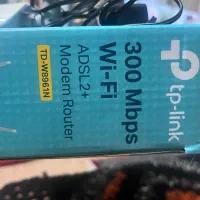 tp-link
300 Mbps
Wi-Fi
ADSL2+
Modem Router
TD-W8961N